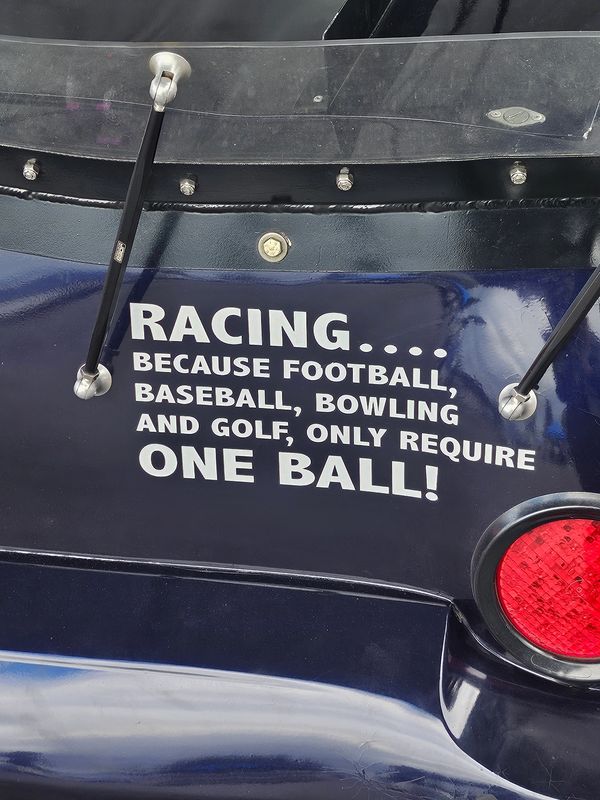 RACING....
BECAUSE FOOTBALL,
BASEBALL, BOWLING
AND GOLF, ONLY REQUIRE
ONE BALL!